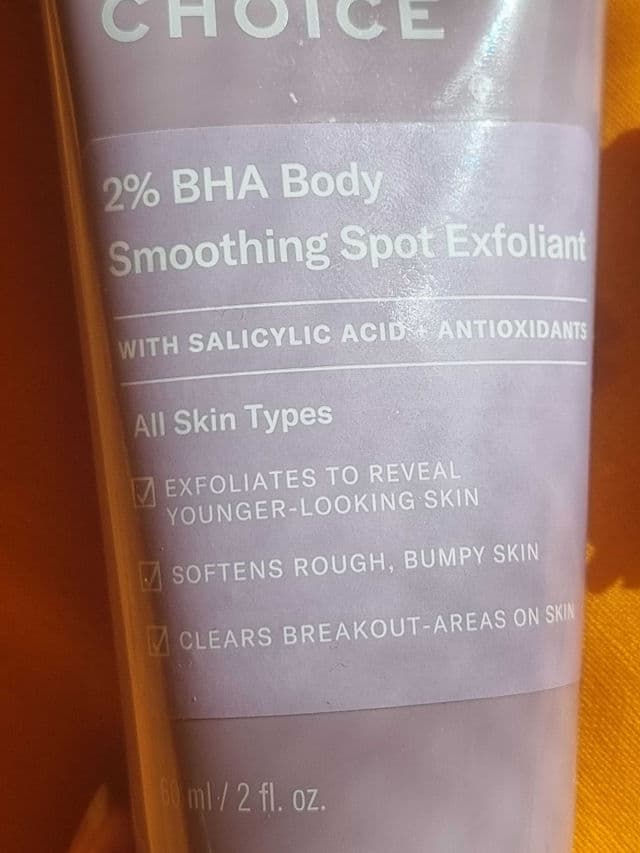 CHOICE
2% BHA Body
Smoothing Spot Exfoliant
WITH SALICYLIC ACID + ANTIOXIDANTS
All Skin Types
EXFOLIATES TO REVEAL
YOUNGER-LOOKING SKIN
SOFTENS ROUGH, BUMPY SKIN
CLEARS BREAKOUT-AREAS ON SKIN
60 ml / 2 fl. oz.